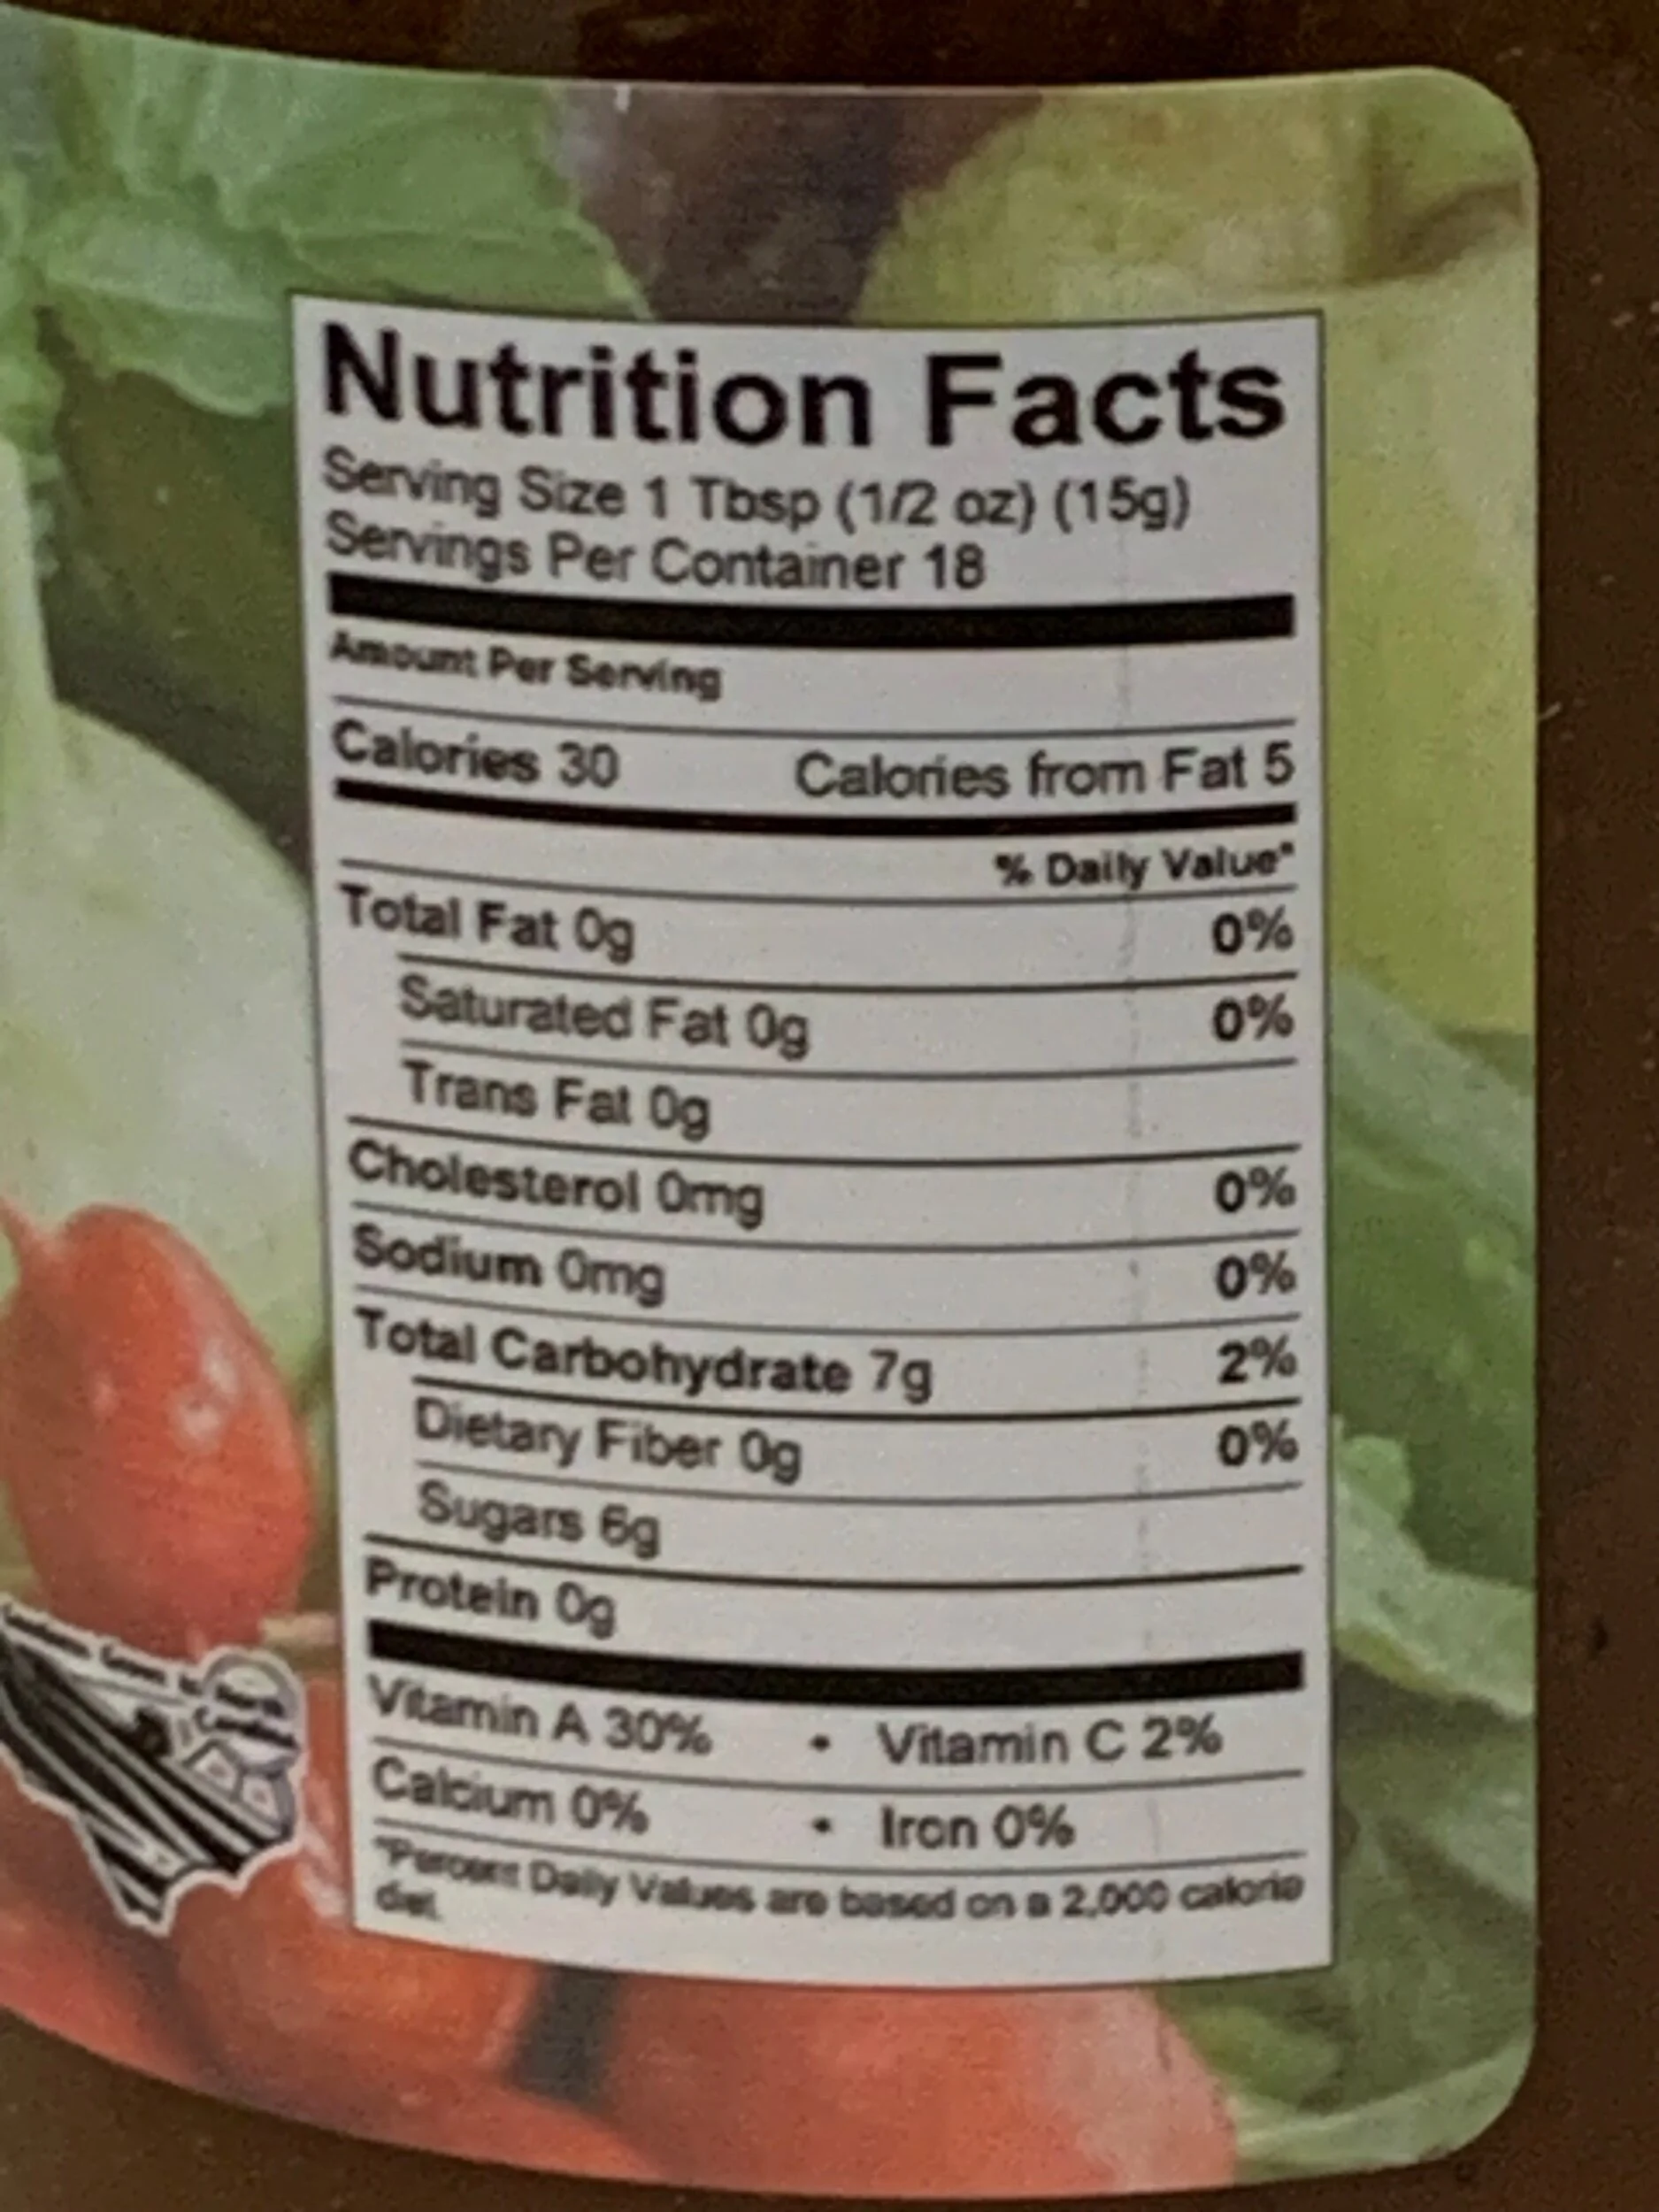 Nutrition Facts
Serving Size 1 Tbsp (1/2 oz) (15g)
Servings Per Container 18
Amount Per Serving
Calories 30 Calories from Fat 5
% Daily Value*
Total Fat 0g 0%
Saturated Fat 0g 0%
Trans Fat 0g
Cholesterol 0mg 0%
Sodium 0mg 0%
Total Carbohydrate 7g 2%
Dietary Fiber 0g 0%
Sugars 6g
Protein 0g
Vitamin A 30% • Vitamin C 2%
Calcium 0% • Iron 0%
*Percent Daily Values are based on a 2,000 calorie
diet.